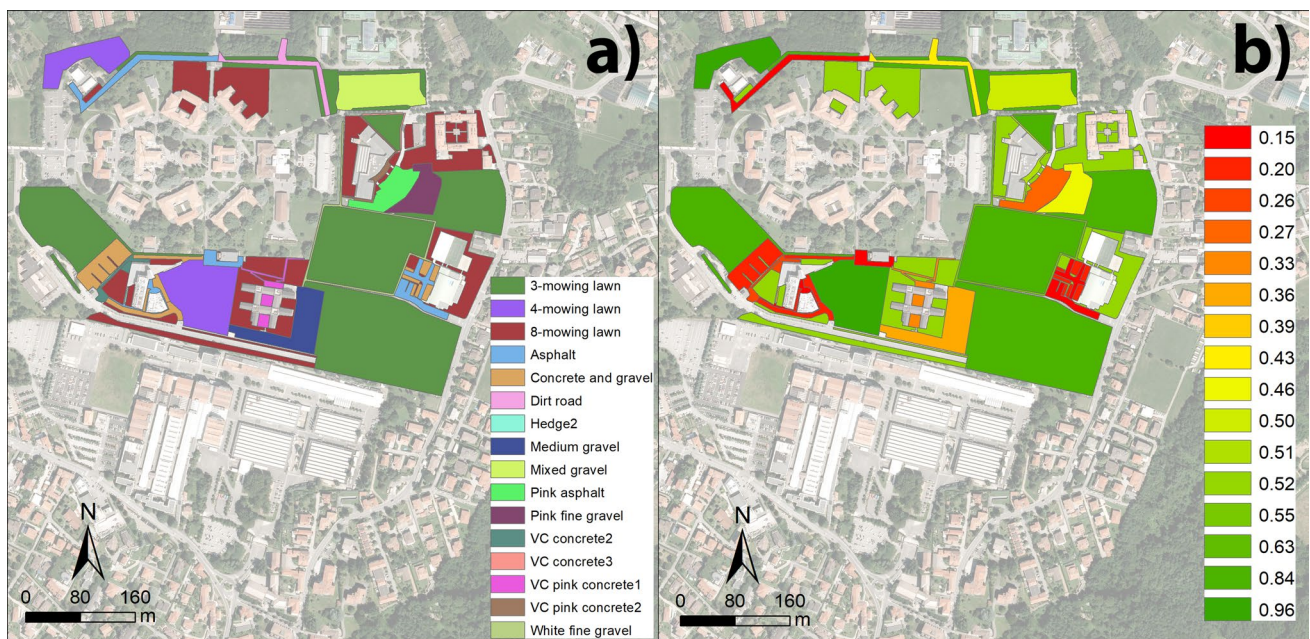 a)
3-mowing lawn
4-mowing lawn
8-mowing lawn
Asphalt
Concrete and gravel
Dirt road
Hedge2
Medium gravel
Mixed gravel
Pink asphalt
Pink fine gravel
VC concrete2
VC concrete3
VC pink concrete1
VC pink concrete2
White fine gravel
N
0 80 160
m
b)
0.15
0.20
0.26
0.27
0.33
0.36
0.39
0.43
0.46
0.50
0.51
0.52
0.55
0.63
0.84
0.96
N
0 80 160
m